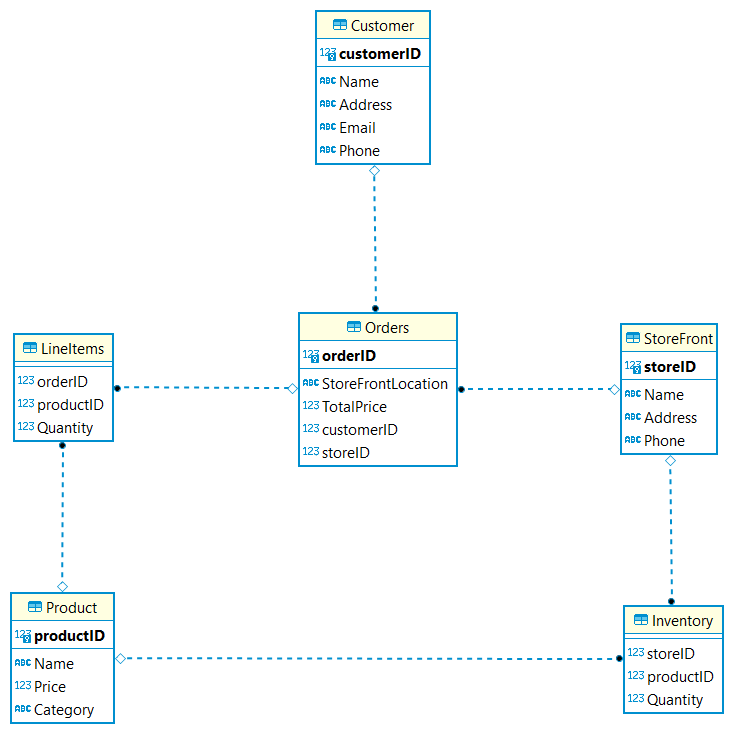 Customer
customerID
ABC Name
ABC Address
ABC Email
ABC Phone
Orders
123 orderID
ABC StoreFrontLocation
123 TotalPrice
123 customerID
123 storeID
LineItems
123 orderID
123 productID
123 Quantity
StoreFront
123 storeID
ABC Name
ABC Address
ABC Phone
Product
123 productID
ABC Name
123 Price
ABC Category
Inventory
123 storeID
123 productID
123 Quantity